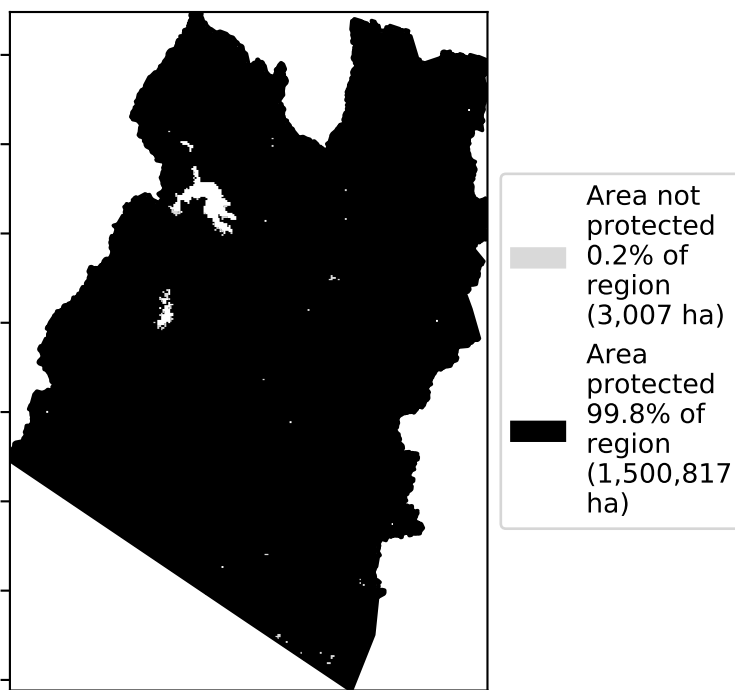 Area not
protected
0.2% of
region
(3,007 ha)
Area
protected
99.8% of
region
(1,500,817
ha)